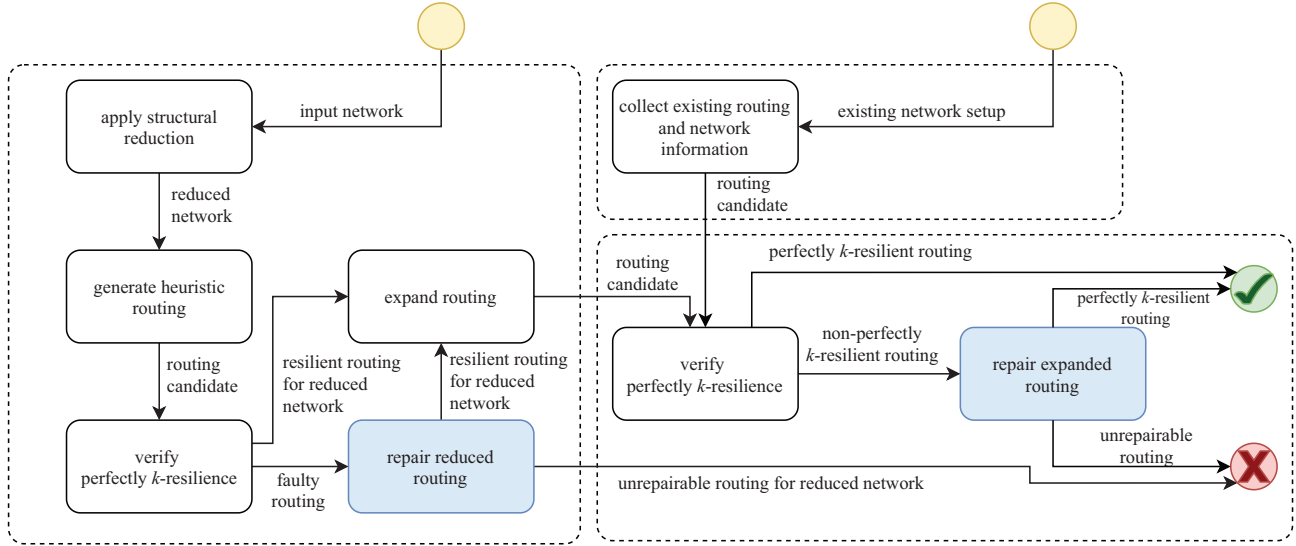 apply structural
reduction
input network
reduced
network
generate heuristic
routing
routing
candidate
verify
perfectly k-resilience
resilient routing
for reduced
network
faulty
routing
repair reduced
routing
resilient routing
for reduced
network
expand routing
routing
candidate
collect existing routing
and network
information
existing network setup
routing
candidate
verify
perfectly k-resilience
perfectly k-resilient routing
non-perfectly
k-resilient routing
repair expanded
routing
perfectly k-resilient
routing
unrepairable
routing
unrepairable routing for reduced network